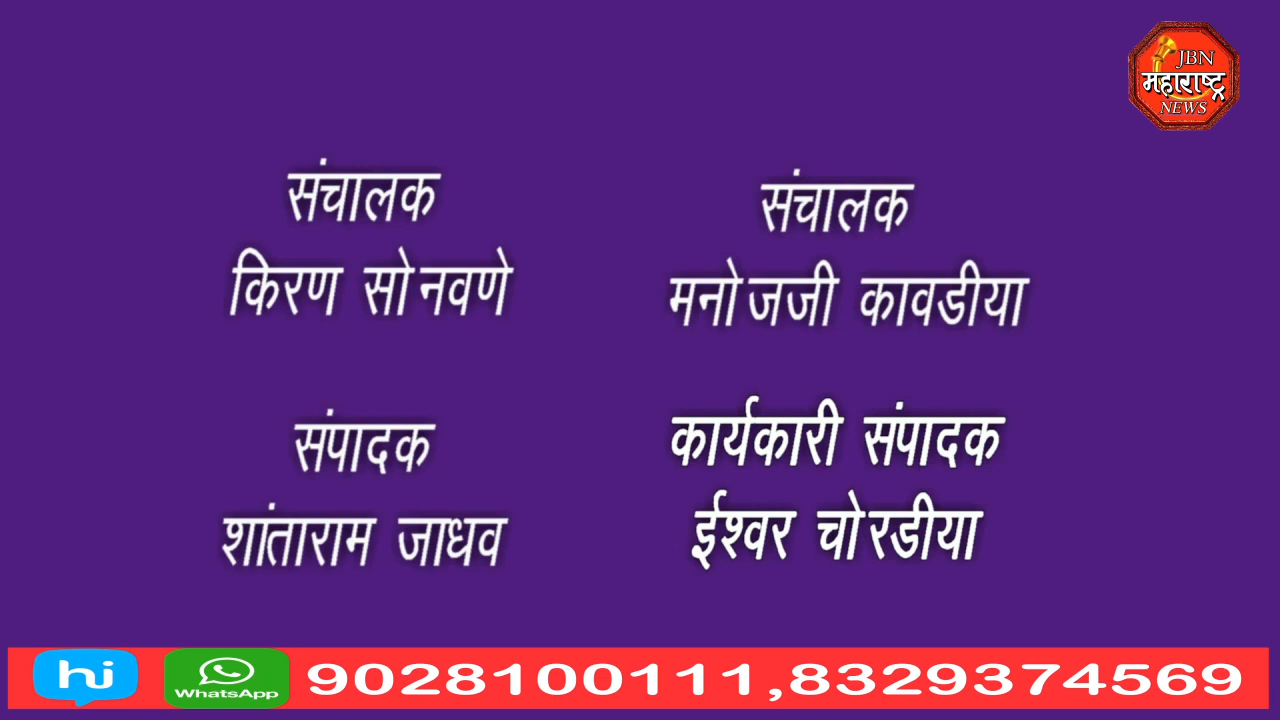 JBN
महाराष्ट्र
NEWS
संचालक
किरण सोनवणे
संचालक
मनोजजी कावडीया
संपादक
शांताराम जाधव
कार्यकारी संपादक
ईश्वर चोरडीया
hi
WhatsApp
9028100111,8329374569